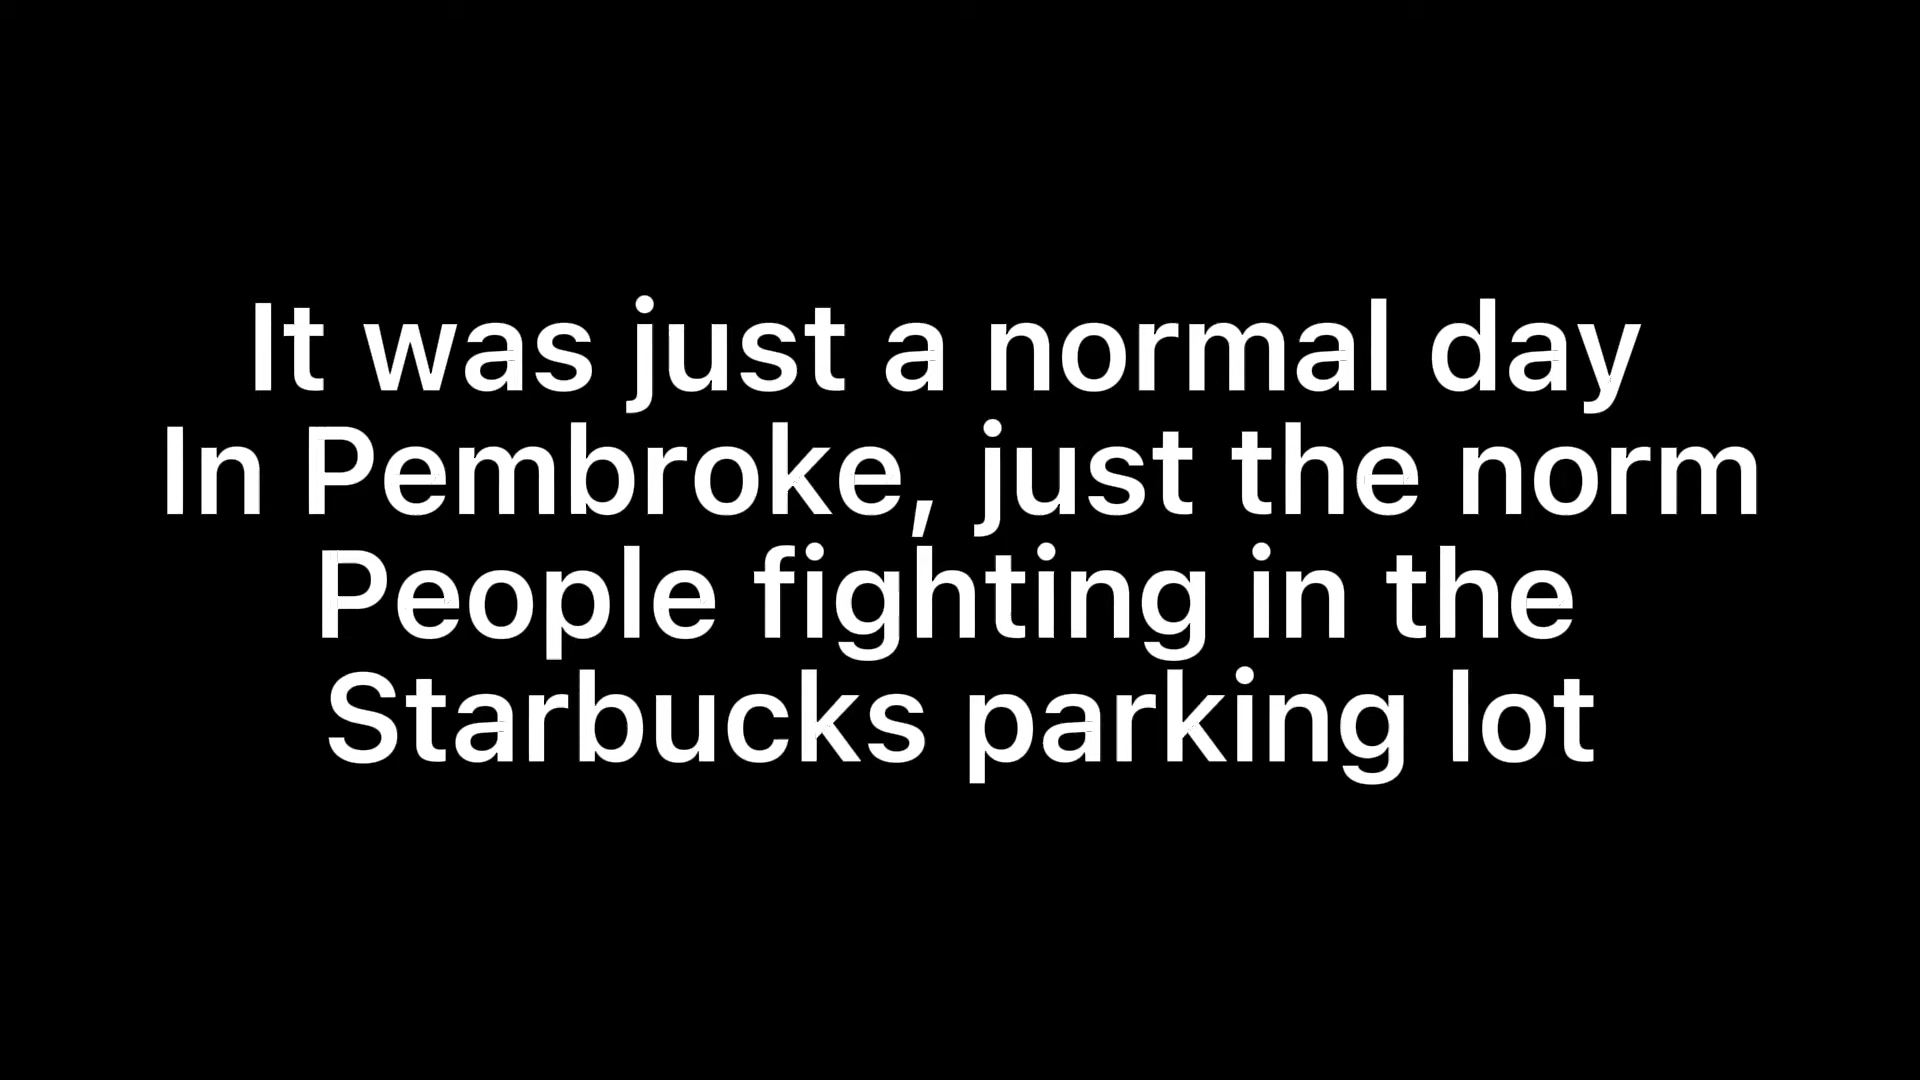 It was just a normal day
In Pembroke, just the norm
People fighting in the
Starbucks parking lot